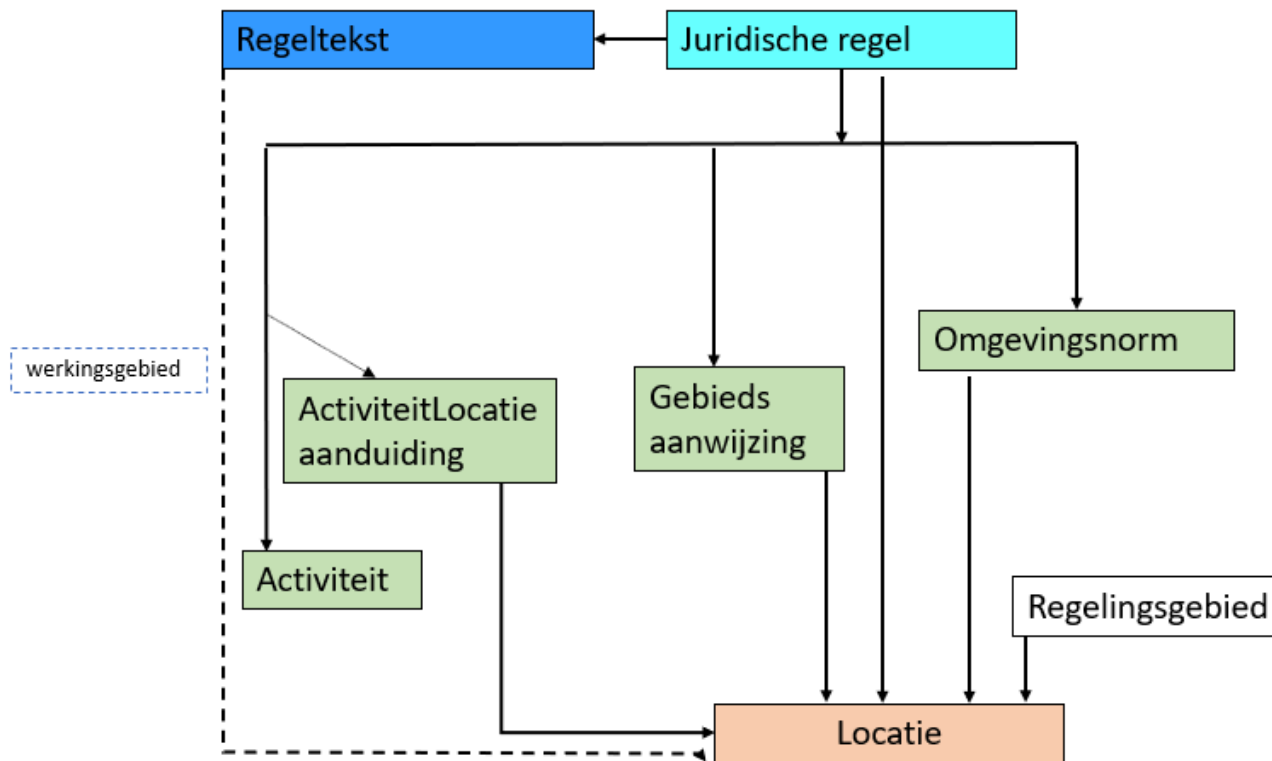 Regeltekst
Juridische regel
Omgevingsnorm
werkingsgebied
ActiviteitLocatie
aanduiding
Gebieds
aanwijzing
Activiteit
Regelingsgebied
Locatie